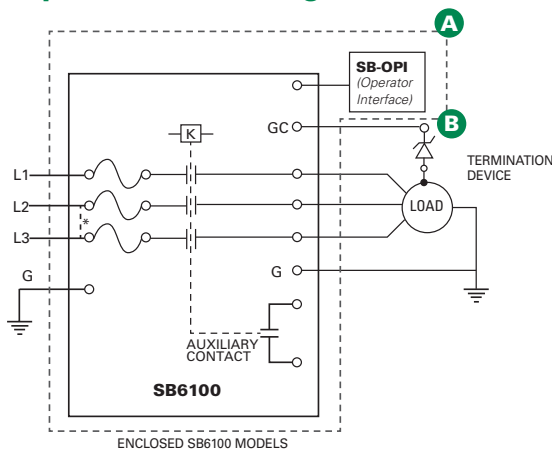 A
SB-OPI
(Operator
Interface)
B
K
GC
TERMINATION
DEVICE
L1
L2
LOAD
*
L3
G
G
AUXILIARY
CONTACT
SB6100
ENCLOSED SB6100 MODELS